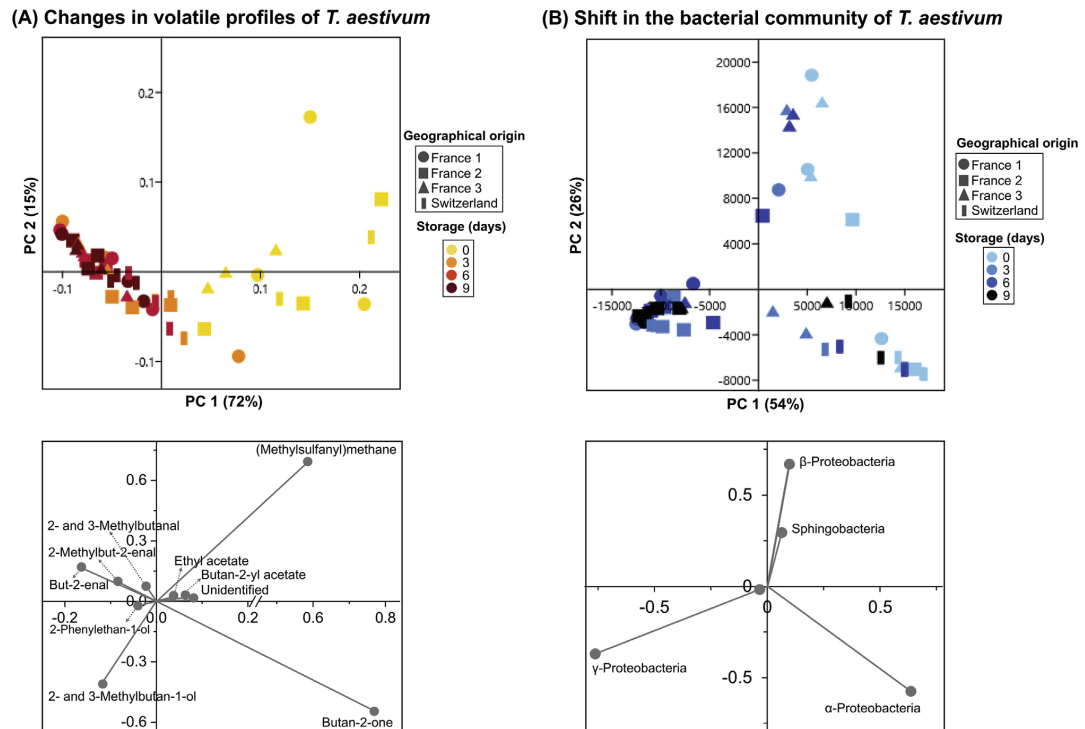 (A) Changes in volatile profiles of T. aestivum
0.2
0.1
-0.1
0.1
0.2
-0.1
PC 2 (15%)
PC 1 (72%)
Geographical origin
France 1
France 2
France 3
Switzerland
Storage (days)
0
3
6
9
(B) Shift in the bacterial community of T. aestivum
20000
16000
12000
8000
4000
-15000
-5000
5000
10000
15000
-4000
-8000
PC 2 (26%)
PC 1 (54%)
Geographical origin
France 1
France 2
France 3
Switzerland
Storage (days)
0
3
6
9
(Methylsulfanyl)methane
0.6
2- and 3-Methylbutanal
0.3
2-Methylbut-2-enal
Ethyl acetate
Butan-2-yl acetate
But-2-enal
Unidentified
0.0
-0.2
0.0
0.2
0.6
0.8
2-Phenylethan-1-ol
-0.3
2- and 3-Methylbutan-1-ol
-0.6
Butan-2-one
β-Proteobacteria
0.5
Sphingobacteria
0
-0.5
0
0.5
γ-Proteobacteria
-0.5
α-Proteobacteria